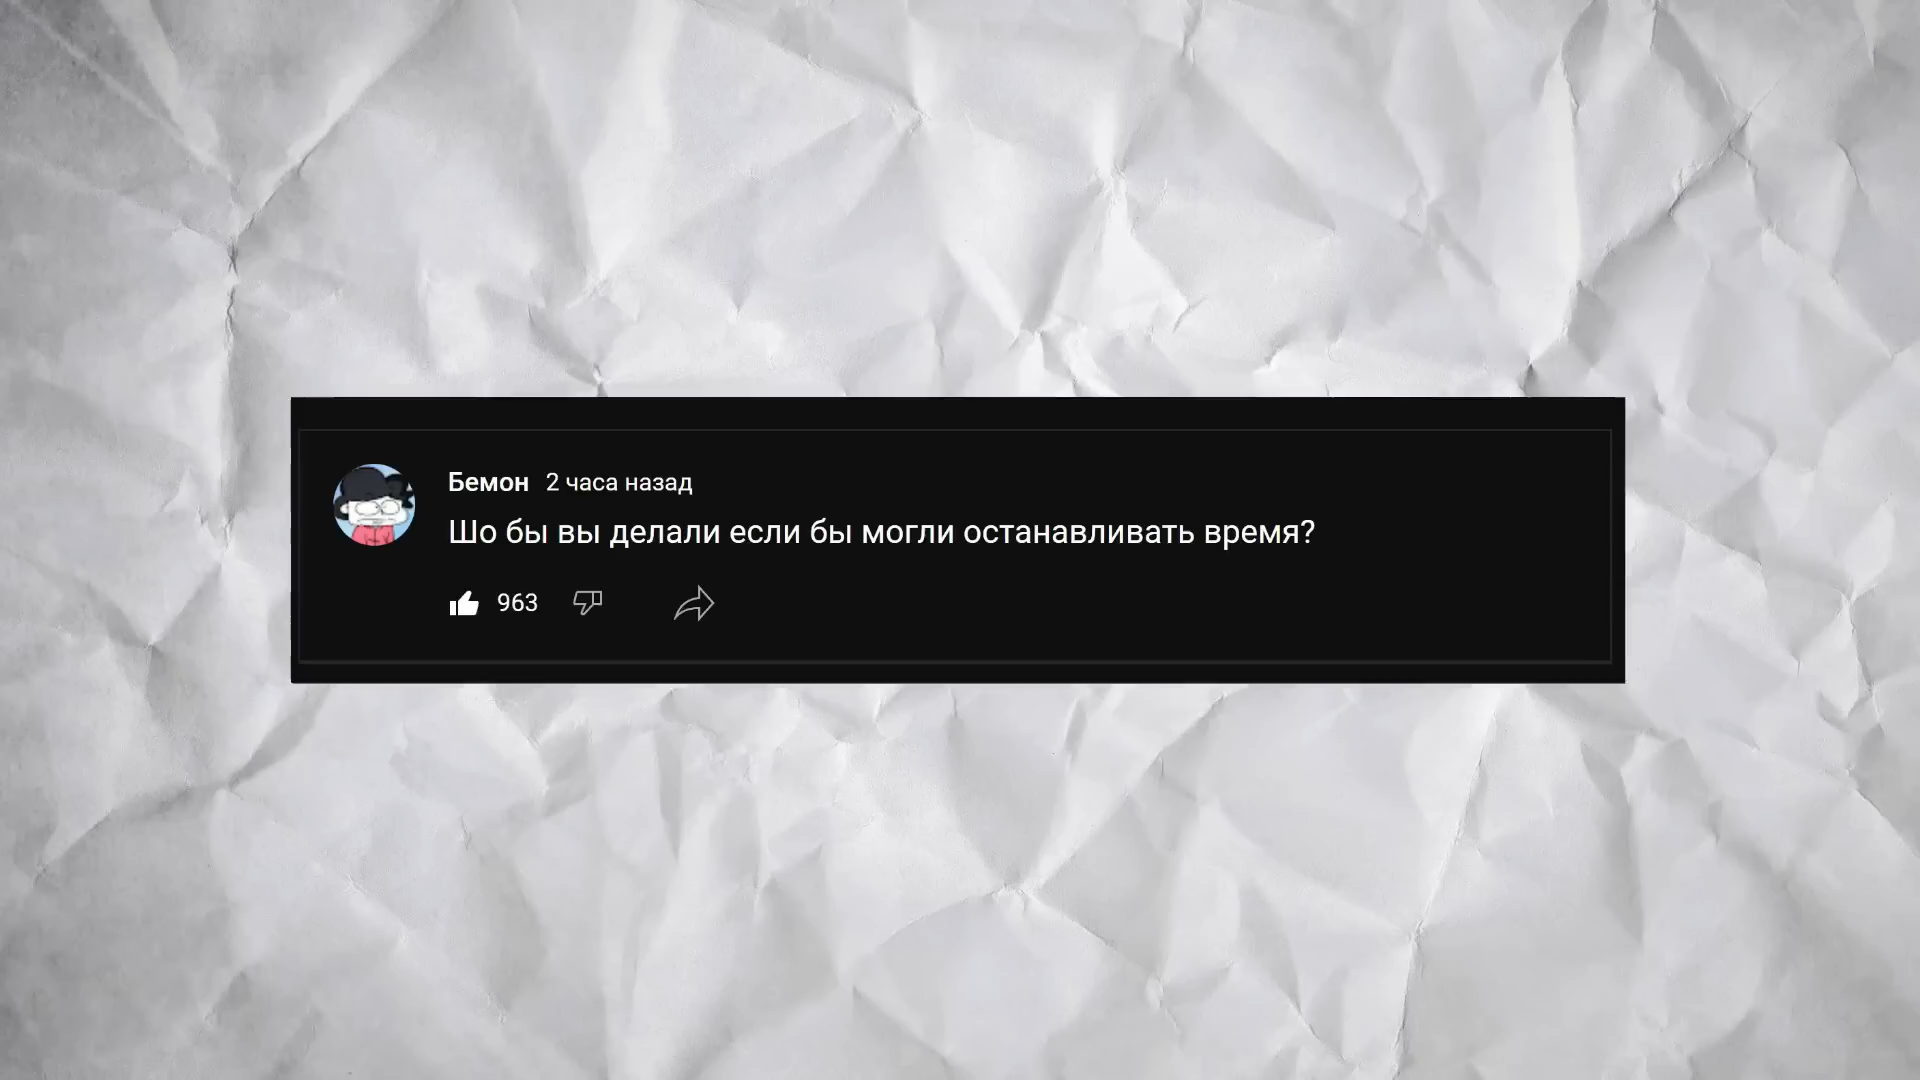 Бемон 2 часа назад
Шо бы вы делали если бы могли останавливать время?
963